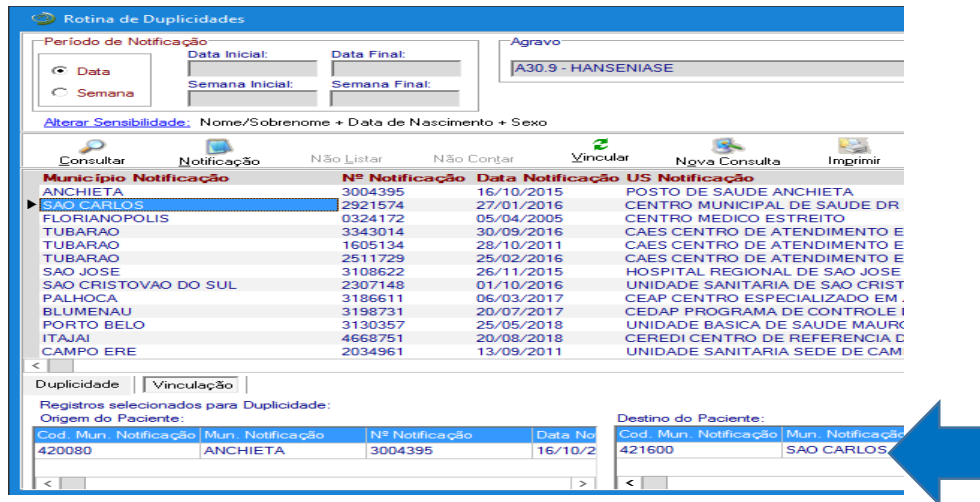 Rotina de Duplicidades
Período de Notificação
Agravo
Data Inicial: Data Final:
Data
A30.9 - HANSENIASE
Semana Inicial: Semana Final:
Semana
Alterar Sensibilidade: Nome/Sobrenome + Data de Nascimento + Sexo
Consultar Notificação Não Listar Não Contar Vincular Nova Consulta Imprimir
Município Notificação Nº Notificação Data Notificação US Notificação
ANCHIETA 3004395 16/10/2015 POSTO DE SAUDE ANCHIETA
SAO CARLOS 2921574 27/01/2016 CENTRO MUNICIPAL DE SAUDE DR
FLORIANOPOLIS 0324172 05/04/2005 CENTRO MEDICO ESTREITO
TUBARAO 3343014 30/09/2016 CAES CENTRO DE ATENDIMENTO E
TUBARAO 1605134 28/10/2011 CAES CENTRO DE ATENDIMENTO E
TUBARAO 2511729 25/02/2016 CAES CENTRO DE ATENDIMENTO E
SAO JOSE 3108622 26/11/2015 HOSPITAL REGIONAL DE SAO JOSE
SAO CRISTOVAO DO SUL 2307148 01/10/2016 UNIDADE SANITARIA DE SAO CRIST
PALHOCA 3186611 06/03/2017 CEAP CENTRO ESPECIALIZADO EM
BLUMENAU 3198731 20/07/2017 CEDAP PROGRAMA DE CONTROLE
PORTO BELO 3130357 25/05/2018 UNIDADE BASICA DE SAUDE MAURO
ITAJAI 4668751 20/08/2018 CEREDI CENTRO DE REFERENCIA D
CAMPO ERE 2034961 13/09/2011 UNIDADE SANITARIA SEDE DE CAM
Duplicidade Vinculação
Registros selecionados para Duplicidade:
Origem do Paciente: Destino do Paciente:
Cod. Mun. Notificação Mun. Notificação Nº Notificação Data No Cod. Mun. Notificação Mun. Notificação
420080 ANCHIETA 3004395 16/10/2 421600 SAO CARLOS